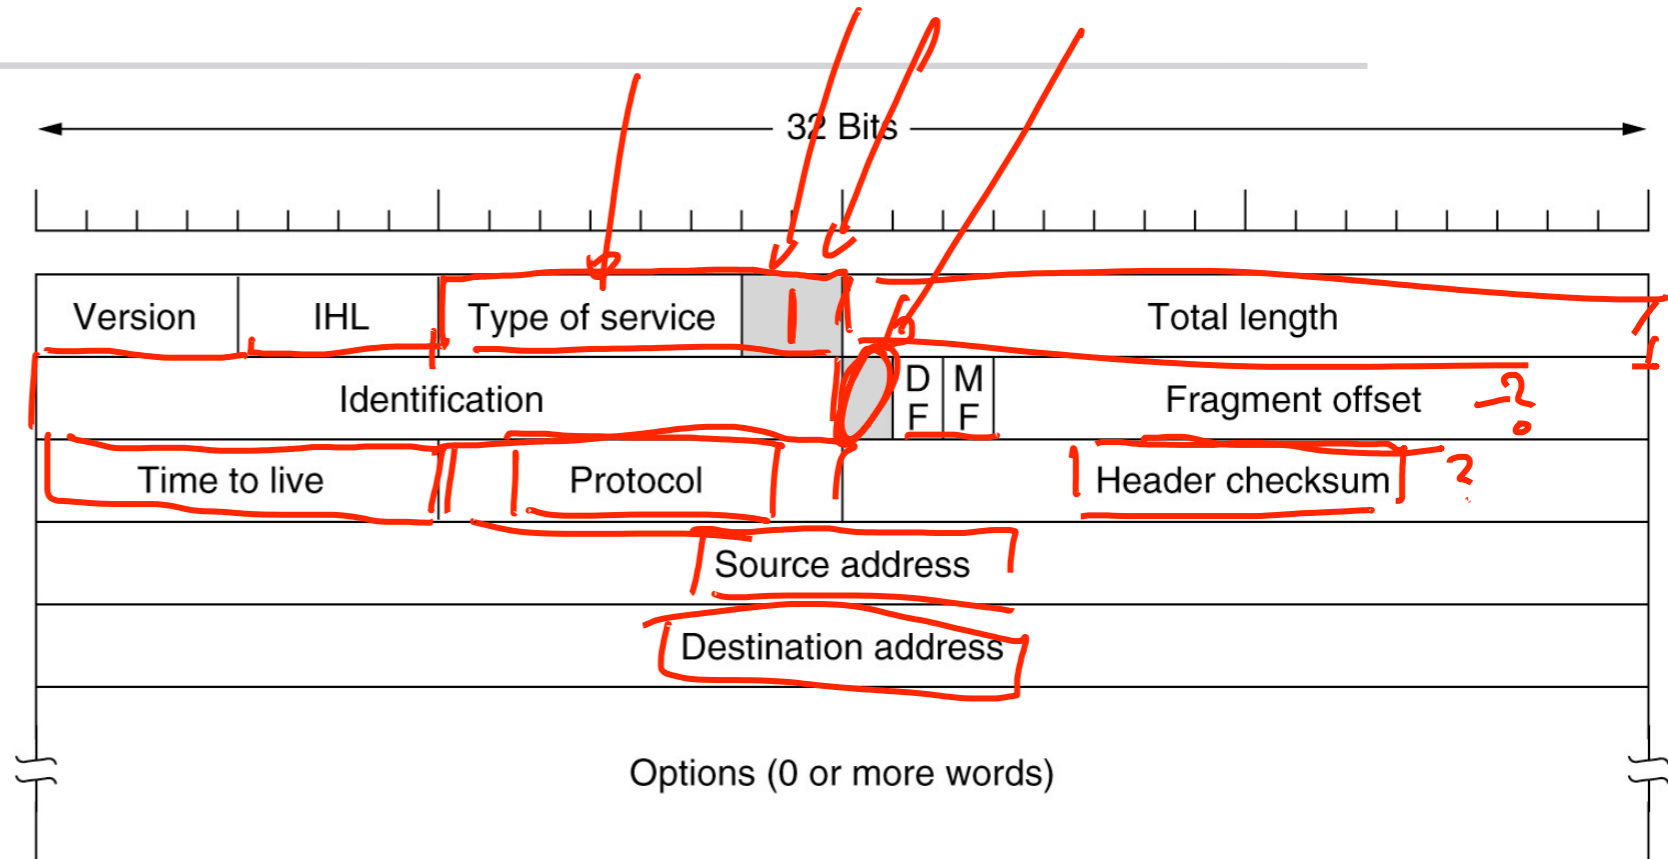 32 Bits
Version IHL Type of service Total length
Identification D F M F Fragment offset ?
Time to live Protocol Header checksum ?
Source address
Destination address
Options (0 or more words)